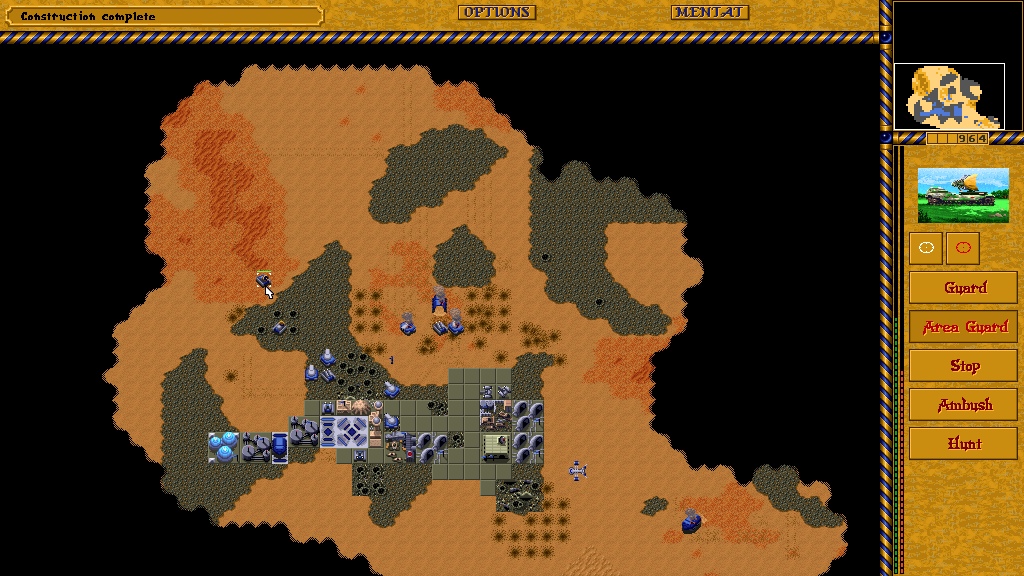 Construction complete
OPTIONS
MENTAT
964
Guard
Area Guard
Stop
Ambush
Hunt